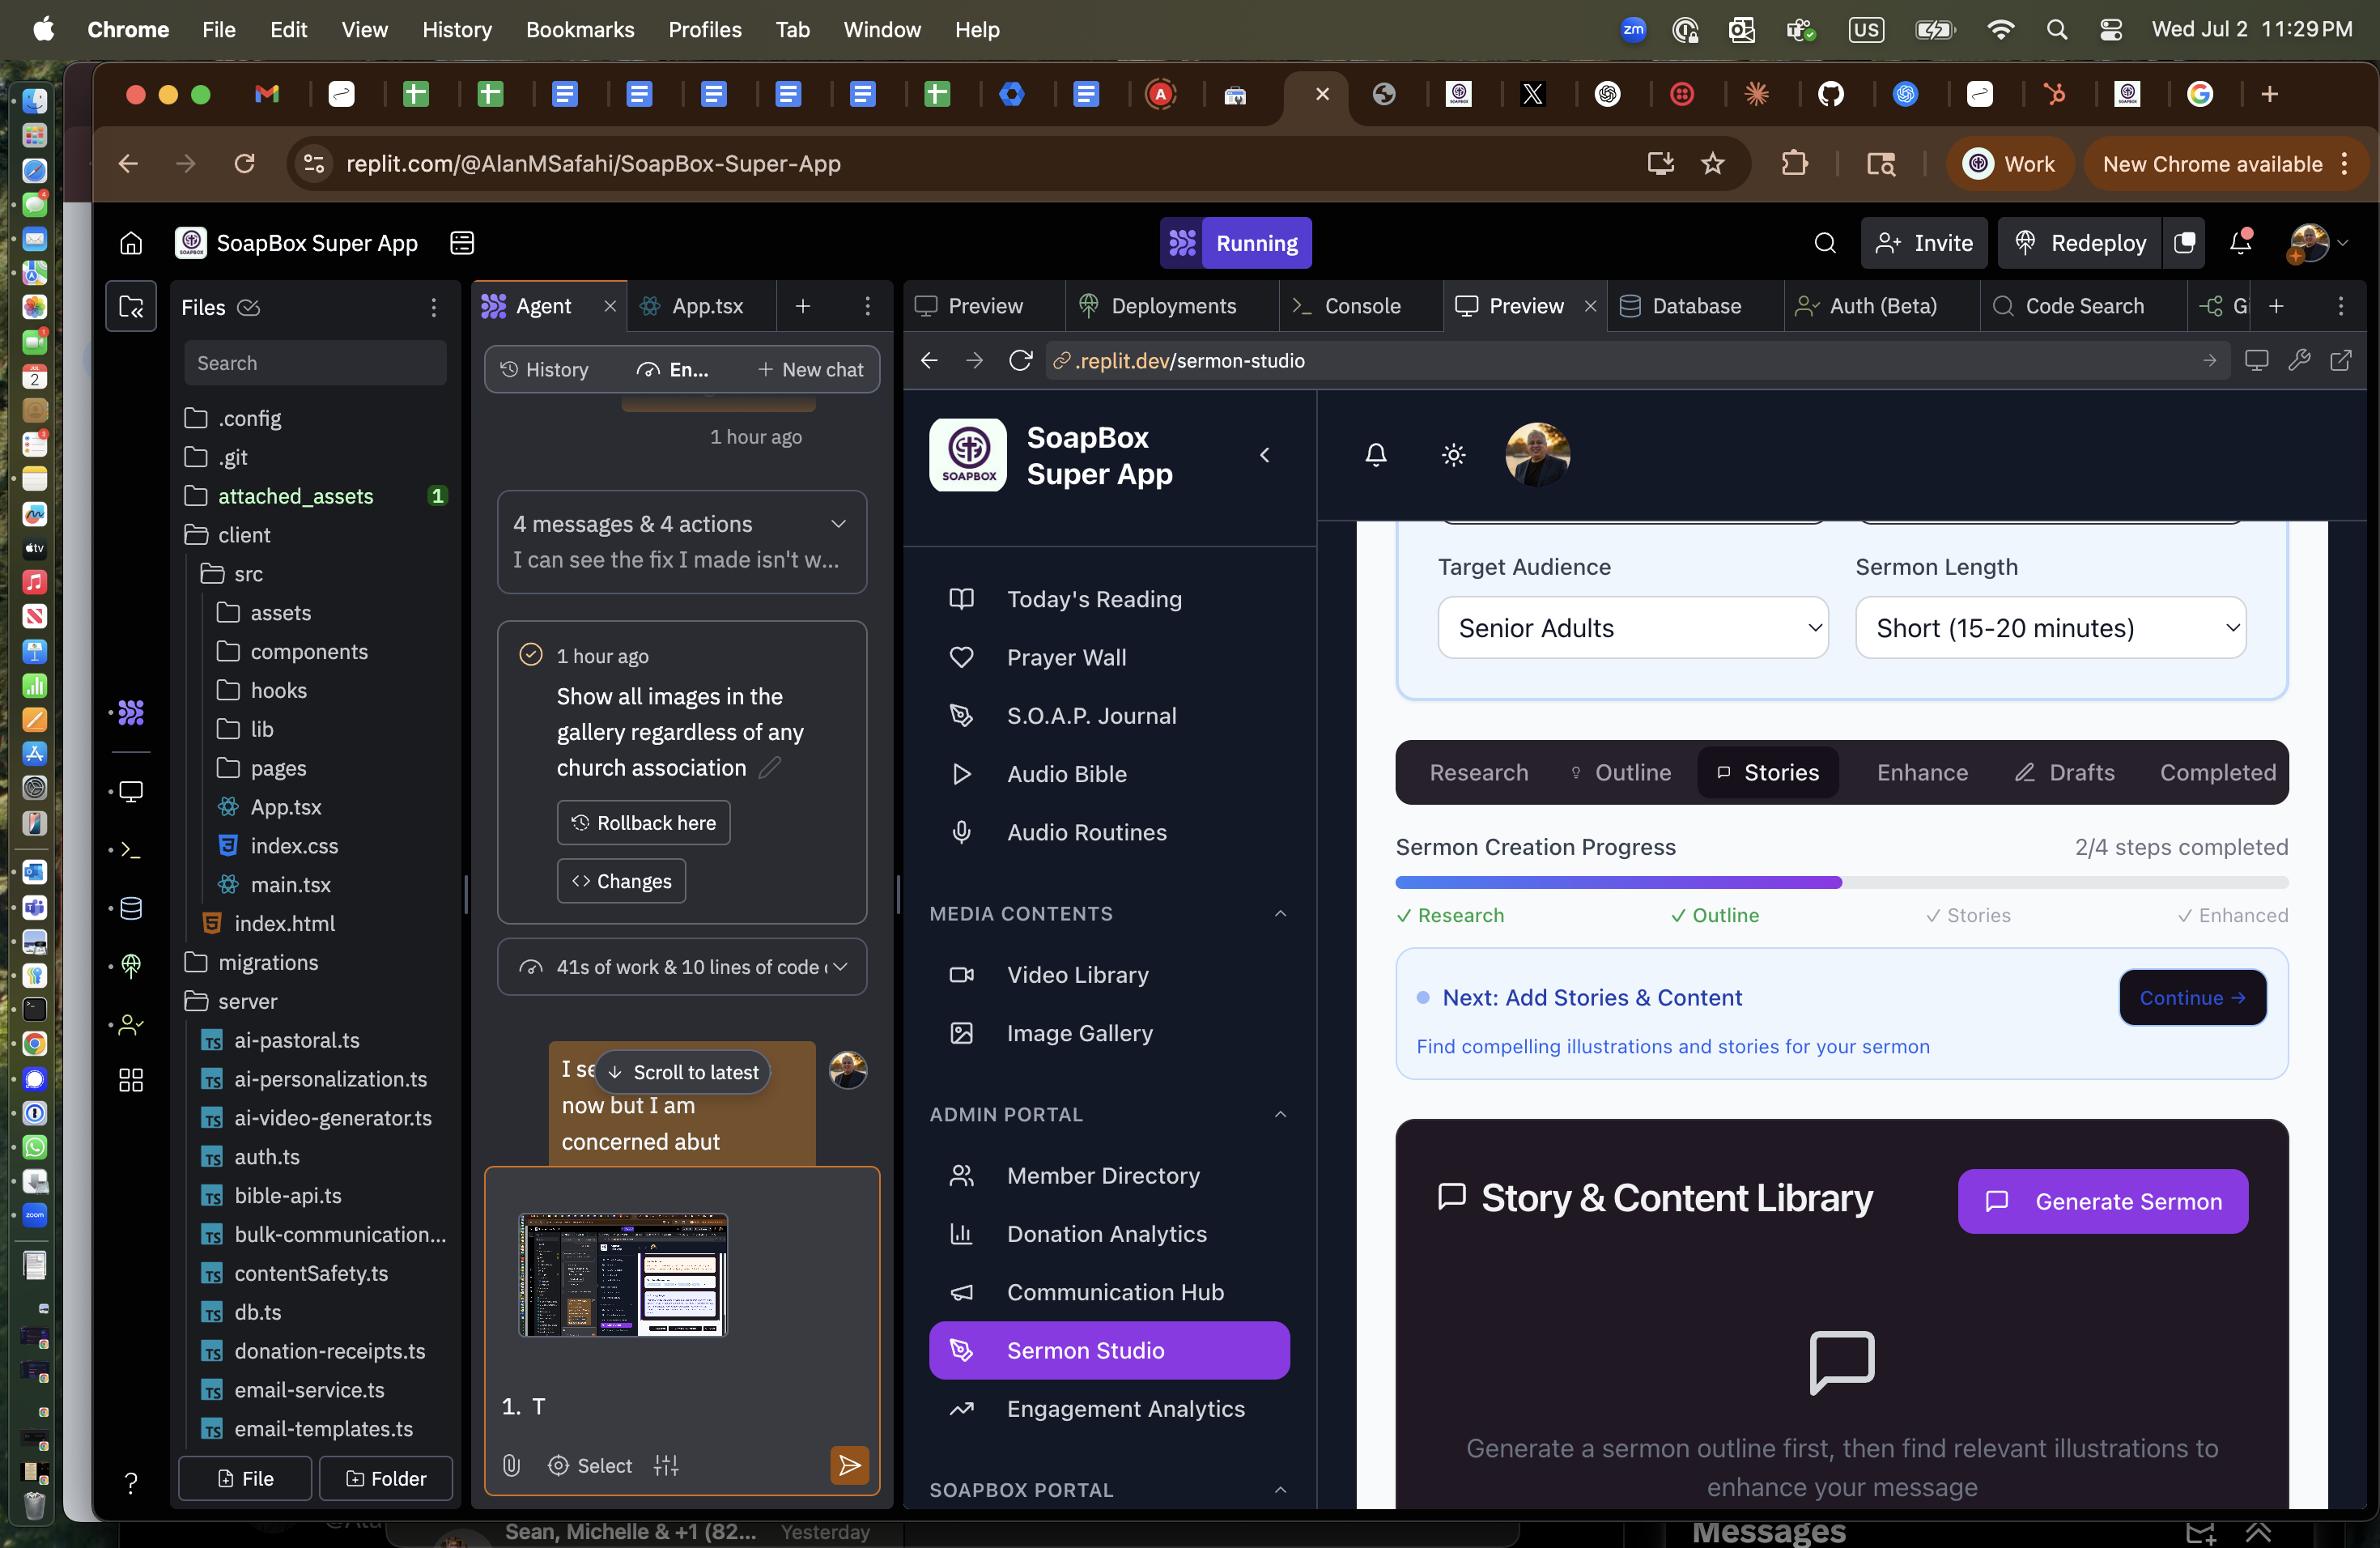 Chrome File Edit View History Bookmarks Profiles Tab Window Help
zm US Wed Jul 2 11:29 PM
replit.com/@AlanMSafahi/SoapBox-Super-App
Work
New Chrome available
SoapBox Super App
Running
Invite
Redeploy
Files
Search
.config
.git
attached_assets 1
client
src
assets
components
hooks
lib
pages
App.tsx
index.css
main.tsx
index.html
migrations
server
ai-pastoral.ts
ai-personalization.ts
ai-video-generator.ts
auth.ts
bible-api.ts
bulk-communication...
contentSafety.ts
db.ts
donation-receipts.ts
email-service.ts
email-templates.ts
File
Folder
Agent
App.tsx
History
En...
New chat
1 hour ago
4 messages & 4 actions
I can see the fix I made isn't w...
1 hour ago
Show all images in the
gallery regardless of any
church association
Rollback here
Changes
41s of work & 10 lines of code
I se
Scroll to latest
now but I am
concerned abut
1. T
Select
Preview
Deployments
Console
Preview
Database
Auth (Beta)
Code Search
G
.replit.dev/sermon-studio
SOAPBOX
SoapBox
Super App
Today's Reading
Prayer Wall
S.O.A.P. Journal
Audio Bible
Audio Routines
MEDIA CONTENTS
Video Library
Image Gallery
ADMIN PORTAL
Member Directory
Donation Analytics
Communication Hub
Sermon Studio
Engagement Analytics
SOAPBOX PORTAL
Target Audience
Senior Adults
Sermon Length
Short (15-20 minutes)
Research
Outline
Stories
Enhance
Drafts
Completed
Sermon Creation Progress
2/4 steps completed
Research
Outline
Stories
Enhanced
Next: Add Stories & Content
Continue →
Find compelling illustrations and stories for your sermon
Story & Content Library
Generate Sermon
Generate a sermon outline first, then find relevant illustrations to
enhance your message
Sean, Michelle & +1 (82...
Yesterday
Messages